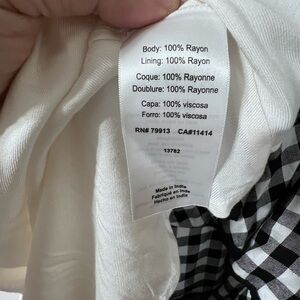 Body: 100% Rayon
Lining: 100% Rayon
Coque: 100% Rayonne
Doublure: 100% Rayonne
Capa: 100% viscosa
Forro: 100% viscosa
RN# 79913 CA#11414
13782
Made in India
Fabriqué en Inde
Hecho en India